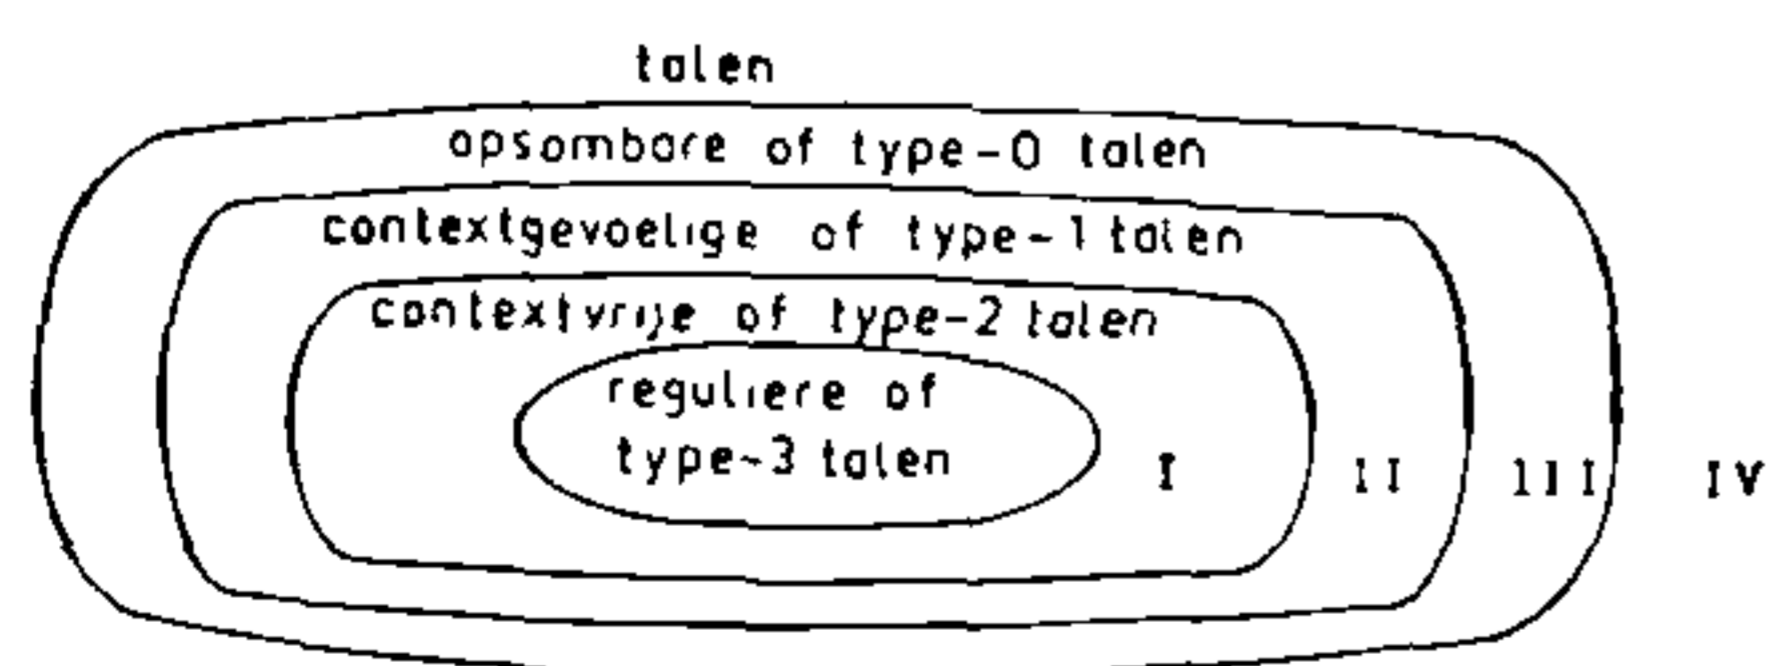 talen
opsombare of type-0 talen
contextgevoelige of type-1 talen
contextvrije of type-2 talen
reguliere of
type-3 talen
I II III IV